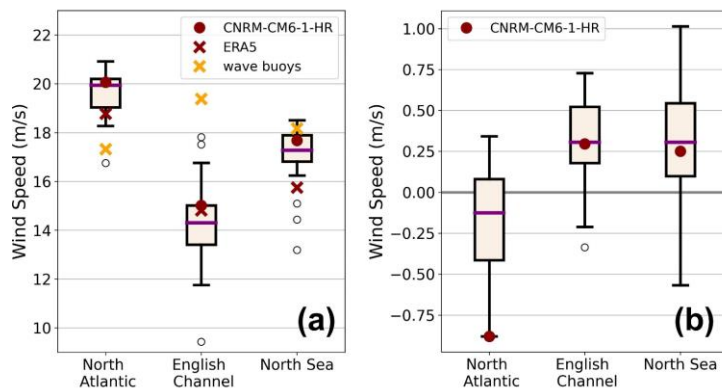 22
20
18
16
14
12
10
Wind Speed (m/s)
CNRM-CM6-1-HR
ERA5
wave buoys
(a)
North
Atlantic
English
Channel
North Sea
1.00
0.75
0.50
0.25
0.00
−0.25
−0.50
−0.75
Wind Speed (m/s)
CNRM-CM6-1-HR
(b)
North
Atlantic
English
Channel
North Sea